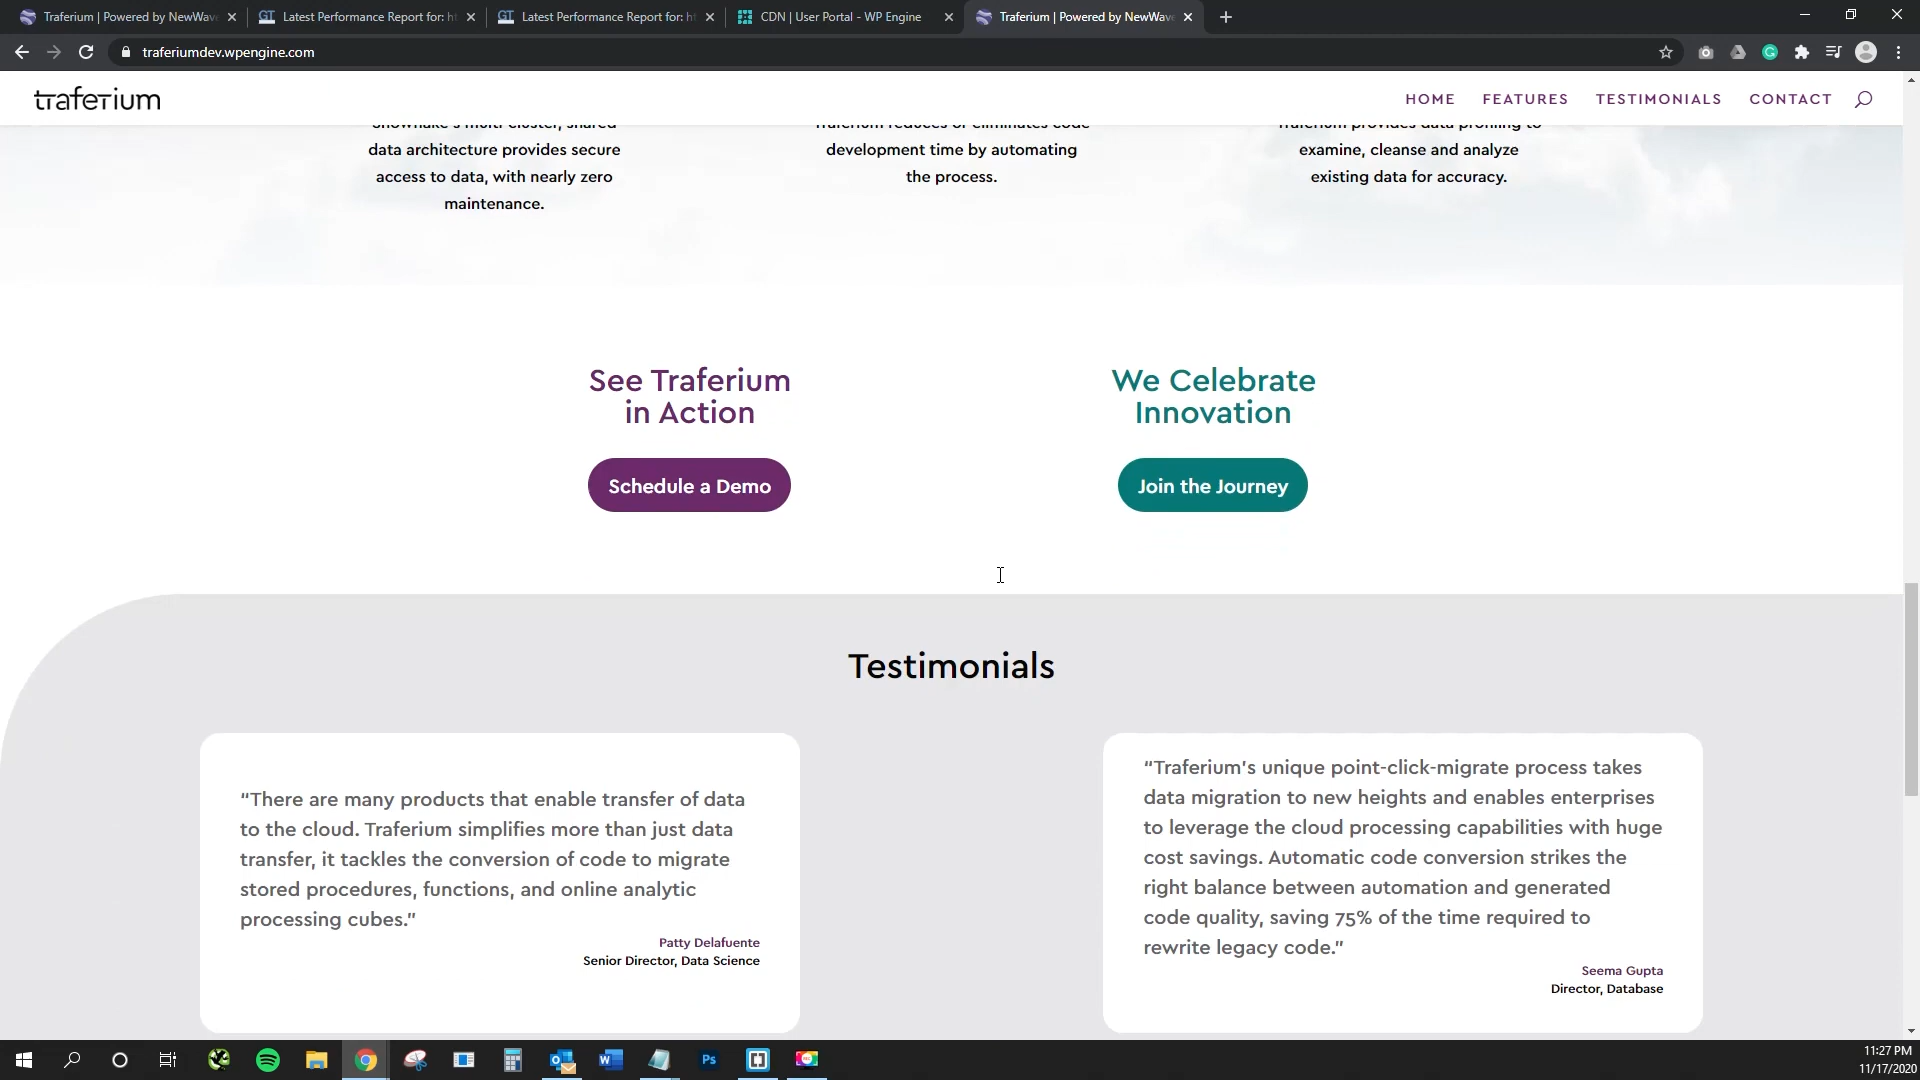 Traferium | Powered by NewWave
Latest Performance Report for: h
Latest Performance Report for: h
CDN | User Portal - WP Engine
Traferium | Powered by NewWave
traferiumdev.wpengine.com
traferium
HOME
FEATURES
TESTIMONIALS
CONTACT
Snowflake's multi-cluster, shared
data architecture provides secure
access to data, with nearly zero
maintenance.
Traferium reduces or eliminates code
development time by automating
the process.
Traferium provides data profiling to
examine, cleanse and analyze
existing data for accuracy.
See Traferium
in Action
Schedule a Demo
We Celebrate
Innovation
Join the Journey
Testimonials
“There are many products that enable transfer of data
to the cloud. Traferium simplifies more than just data
transfer, it tackles the conversion of code to migrate
stored procedures, functions, and online analytic
processing cubes.”
Patty Delafuente
Senior Director, Data Science
“Traferium’s unique point-click-migrate process takes
data migration to new heights and enables enterprises
to leverage the cloud processing capabilities with huge
cost savings. Automatic code conversion strikes the
right balance between automation and generated
code quality, saving 75% of the time required to
rewrite legacy code.”
Seema Gupta
Director, Database
11:27 PM
11/17/2020